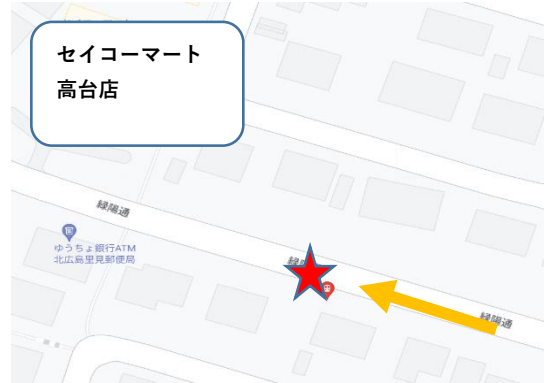 セイコーマート
高台店
緑陽通
ゆうちょ銀行ATM
北広島里見郵便局
緑陽通